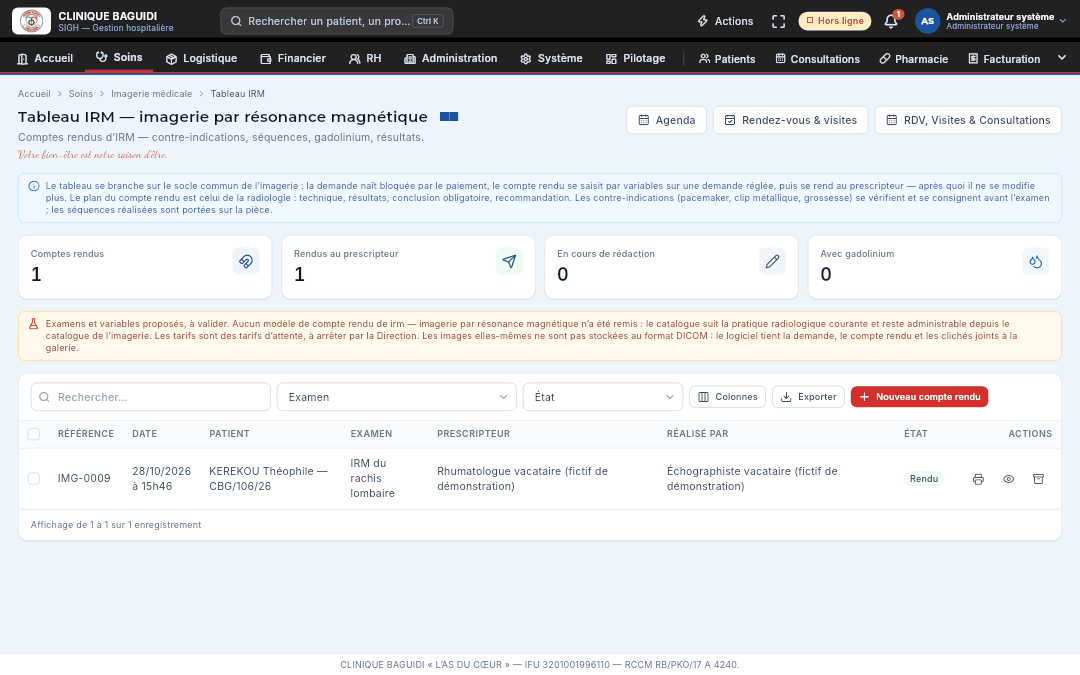 CLINIQUE BAGUIDI
SIGH — Gestion hospitalière
Rechercher un patient, un pro... Ctrl K
Actions
Hors ligne
1
AS
Administrateur système
Administrateur système
Accueil Soins Logistique Financier RH Administration Système Pilotage Patients Consultations Pharmacie Facturation
Accueil > Soins > Imagerie médicale > Tableau IRM
Tableau IRM — imagerie par résonance magnétique
Comptes rendus d'IRM — contre-indications, séquences, gadolinium, résultats.
Votre bien-être est notre raison d'être.
Agenda
Rendez-vous & visites
RDV, Visites & Consultations
Le tableau se branche sur le socle commun de l'imagerie : la demande naît bloquée par le paiement, le compte rendu se saisit par variables sur une demande réglée, puis se rend au prescripteur — après quoi il ne se modifie
plus. Le plan du compte rendu est celui de la radiologie : technique, résultats, conclusion obligatoire, recommandation. Les contre-indications (pacemaker, clip métallique, grossesse) se vérifient et se consignent avant l'examen
; les séquences réalisées sont portées sur la pièce.
Comptes rendus
1
Rendus au prescripteur
1
En cours de rédaction
0
Avec gadolinium
0
Examens et variables proposés, à valider. Aucun modèle de compte rendu de irm — imagerie par résonance magnétique n'a été remis : le catalogue suit la pratique radiologique courante et reste administrable depuis le
catalogue de l'imagerie. Les tarifs sont des tarifs d'attente, à arrêter par la Direction. Les images elles-mêmes ne sont pas stockées au format DICOM : le logiciel tient la demande, le compte rendu et les clichés joints à la
galerie.
Rechercher...
Examen
État
Colonnes
Exporter
+ Nouveau compte rendu
RÉFÉRENCE DATE PATIENT EXAMEN PRESCRIPTEUR RÉALISÉ PAR ÉTAT ACTIONS
IMG-0009
28/10/2026
à 15h46
KEREKOU Théophile —
CBG/106/26
IRM du
rachis
lombaire
Rhumatologue vacataire (fictif de
démonstration)
Échographiste vacataire (fictif de
démonstration)
Rendu
Affichage de 1 à 1 sur 1 enregistrement
CLINIQUE BAGUIDI « L'AS DU CŒUR » — IFU 3201001996110 — RCCM RB/PKO/17 A 4240.